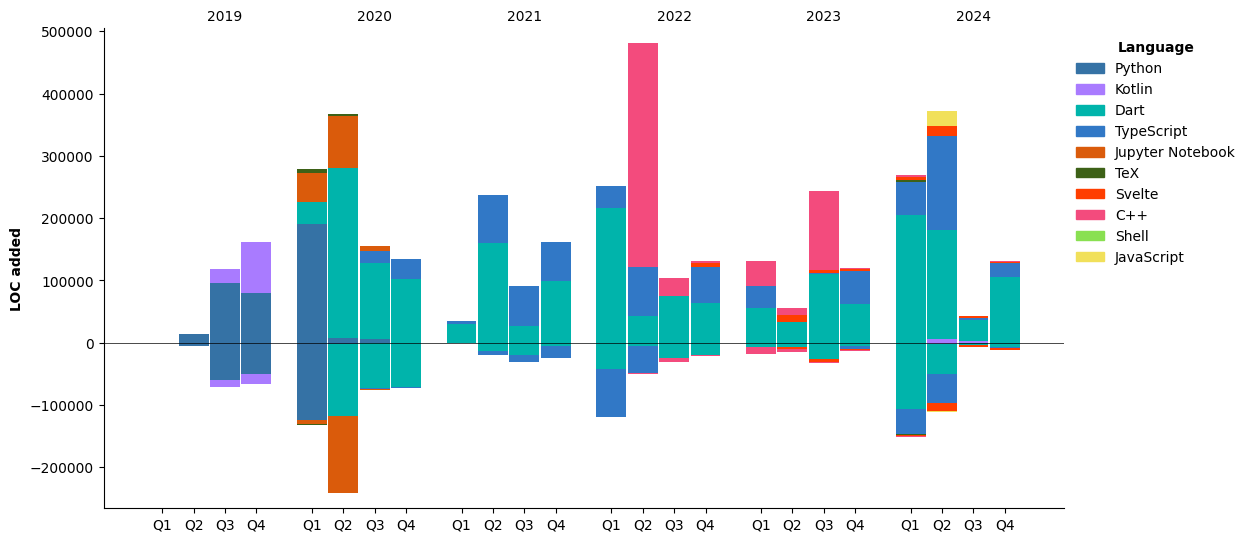 2019 2020 2021 2022 2023 2024
500000
400000
300000
200000
100000
0
−100000
−200000
LOC added
Q1 Q2 Q3 Q4 Q1 Q2 Q3 Q4 Q1 Q2 Q3 Q4 Q1 Q2 Q3 Q4 Q1 Q2 Q3 Q4 Q1 Q2 Q3 Q4
Language
Python
Kotlin
Dart
TypeScript
Jupyter Notebook
TeX
Svelte
C++
Shell
JavaScript